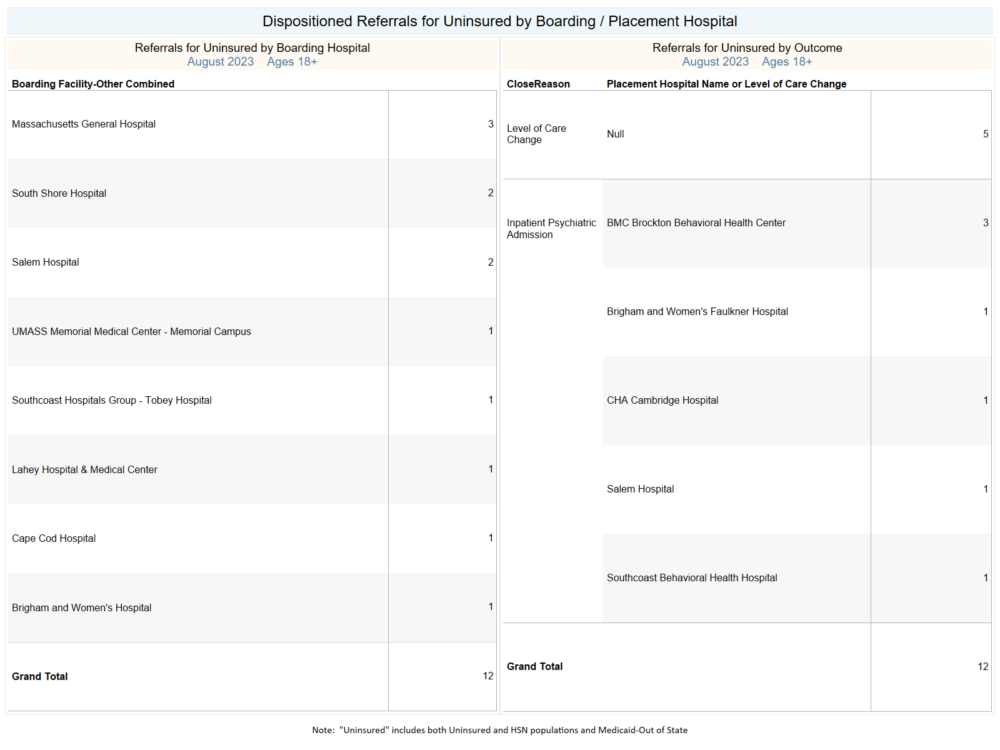 Dispositioned Referrals for Uninsured by Boarding / Placement Hospital
Referrals for Uninsured by Boarding Hospital
August 2023 Ages 18+
Boarding Facility-Other Combined
Massachusetts General Hospital 3
South Shore Hospital 2
Salem Hospital 2
UMASS Memorial Medical Center - Memorial Campus 1
Southcoast Hospitals Group - Tobey Hospital 1
Lahey Hospital & Medical Center 1
Cape Cod Hospital 1
Brigham and Women's Hospital 1
Grand Total 12
Referrals for Uninsured by Outcome
August 2023 Ages 18+
CloseReason Placement Hospital Name or Level of Care Change
Level of Care
Change
Null 5
Inpatient Psychiatric
Admission
BMC Brockton Behavioral Health Center 3
Brigham and Women's Faulkner Hospital 1
CHA Cambridge Hospital 1
Salem Hospital 1
Southcoast Behavioral Health Hospital 1
Grand Total 12
Note: "Uninsured" includes both Uninsured and HSN populations and Medicaid-Out of State